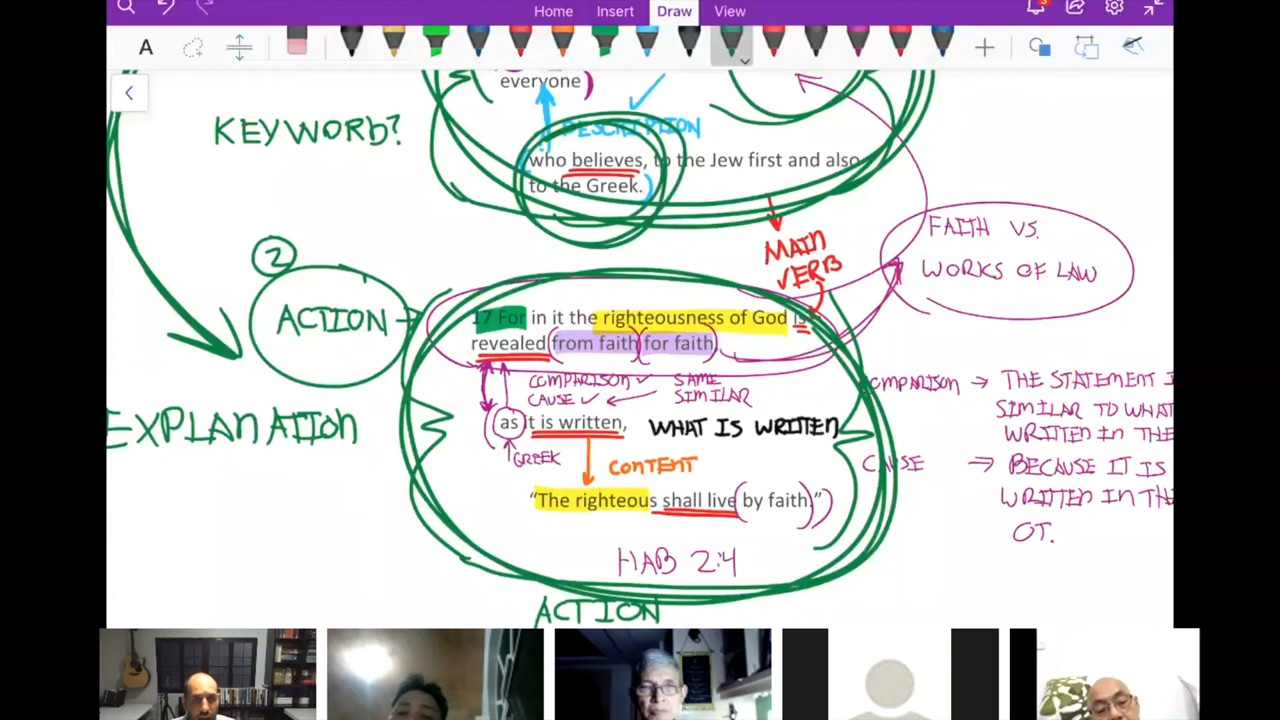 Home Insert Draw View
A
everyone)
KEYWORD?
DESCRIPTION
who believes, to the Jew first and also
to the Greek.)
MAIN
VERB
FAITH VS.
WORKS OF LAW
2
ACTION
17 For in it the righteousness of God is
revealed (from faith)(for faith)
COMPARISON SAME
CAUSE SIMILAR
(as it is written, WHAT IS WRITTEN
GREEK
CONTENT
"The righteous shall live (by faith."))
HAB 2:4
ACTION
EXPLANATION
COMPARISON → THE STATEMENT I
SIMILAR TO WHAT
WRITTEN IN THE
CAUSE → BECAUSE IT IS
WRITTEN IN TH
OT.